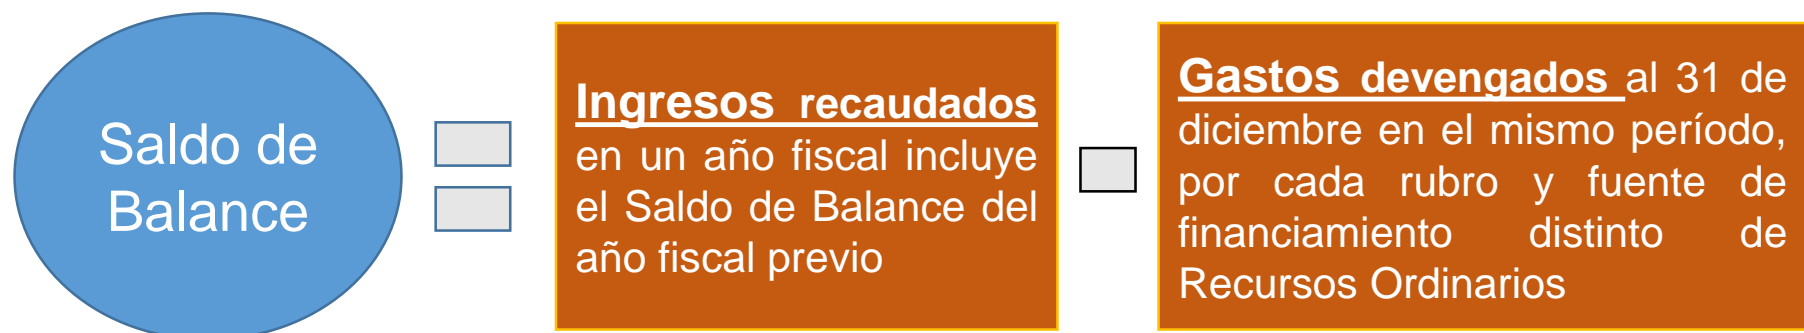 Saldo de
Balance
Ingresos recaudados
en un año fiscal incluye
el Saldo de Balance del
año fiscal previo
Gastos devengados al 31 de
diciembre en el mismo período,
por cada rubro y fuente de
financiamiento distinto de
Recursos Ordinarios